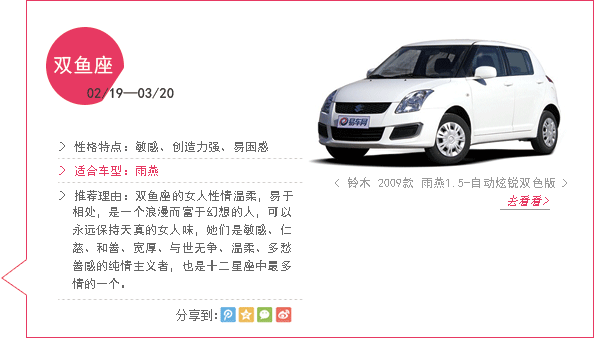 双鱼座
02/19—03/20
性格特点：敏感、创造力强、易困感
适合车型：雨燕
推荐理由：双鱼座的女人性情温柔，易于
相处，是一个浪漫而富于幻想的人，可以
永远保持天真的女人味，她们是敏感、仁
慈、和善、宽厚、与世无争、温柔、多愁
善感的纯情主义者，也是十二星座中最多
情的一个。
分享到:
易车网
< 铃木 2009款 雨燕1.5-自动炫锐双色版 >
去看看>